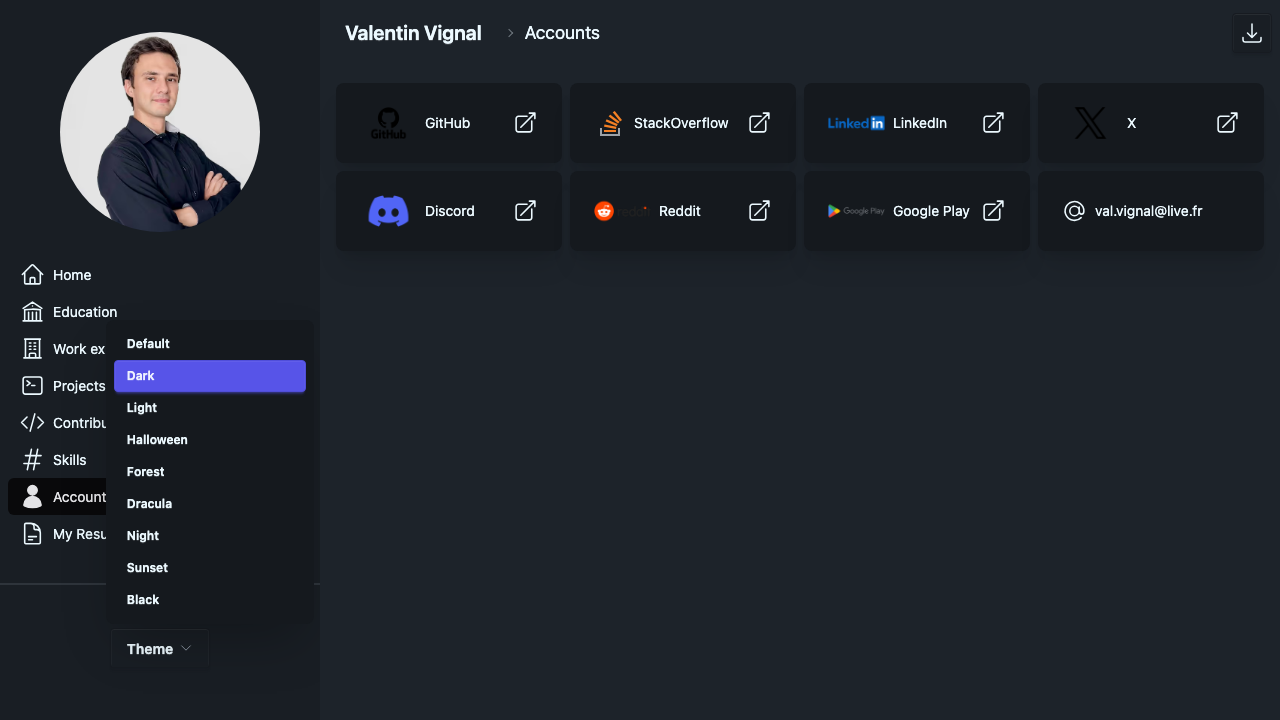 Valentin Vignal
Accounts
GitHub
GitHub
StackOverflow
Linked in
LinkedIn
X
Discord
reddit
Reddit
Google Play
Google Play
val.vignal@live.fr
Home
Education
Work ex
Projects
Contribu
Skills
Account
My Resu
Default
Dark
Light
Halloween
Forest
Dracula
Night
Sunset
Black
Theme